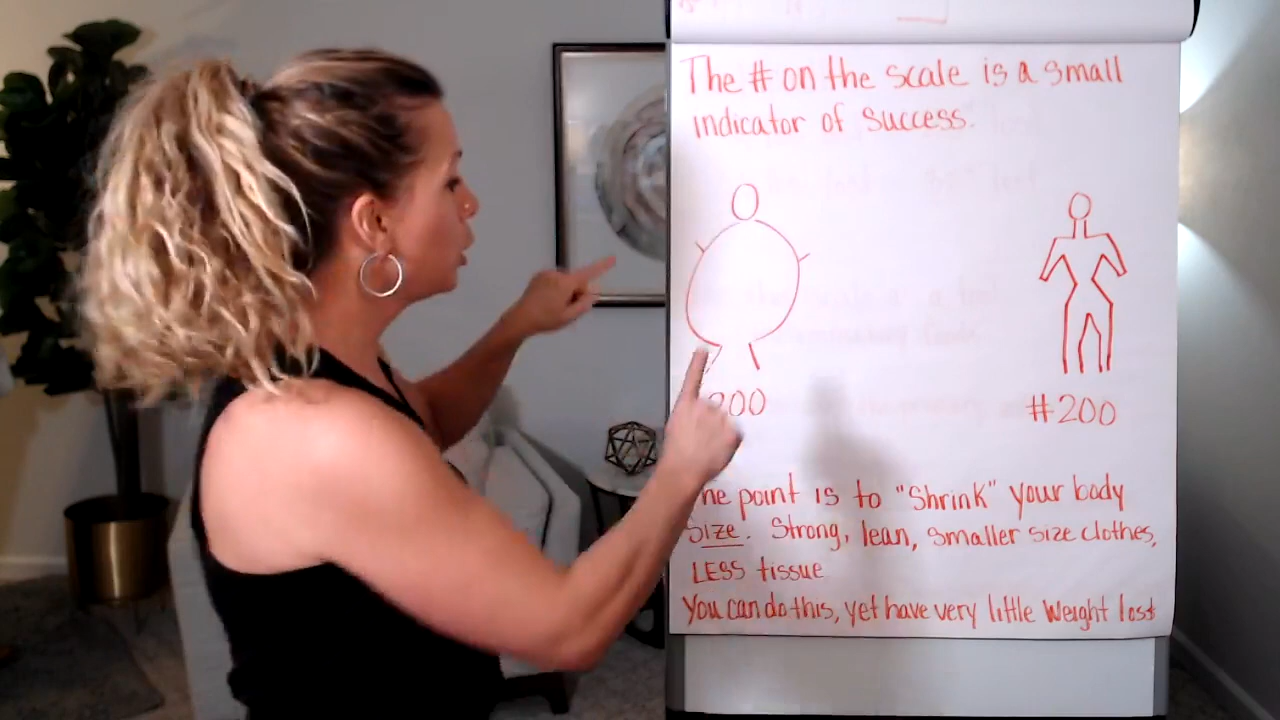 The # on the scale is a small
indicator of success.
200 #200
The point is to "Shrink" your body
Size. Strong, lean, smaller size clothes,
LESS tissue
You can do this, yet have very little weight lost